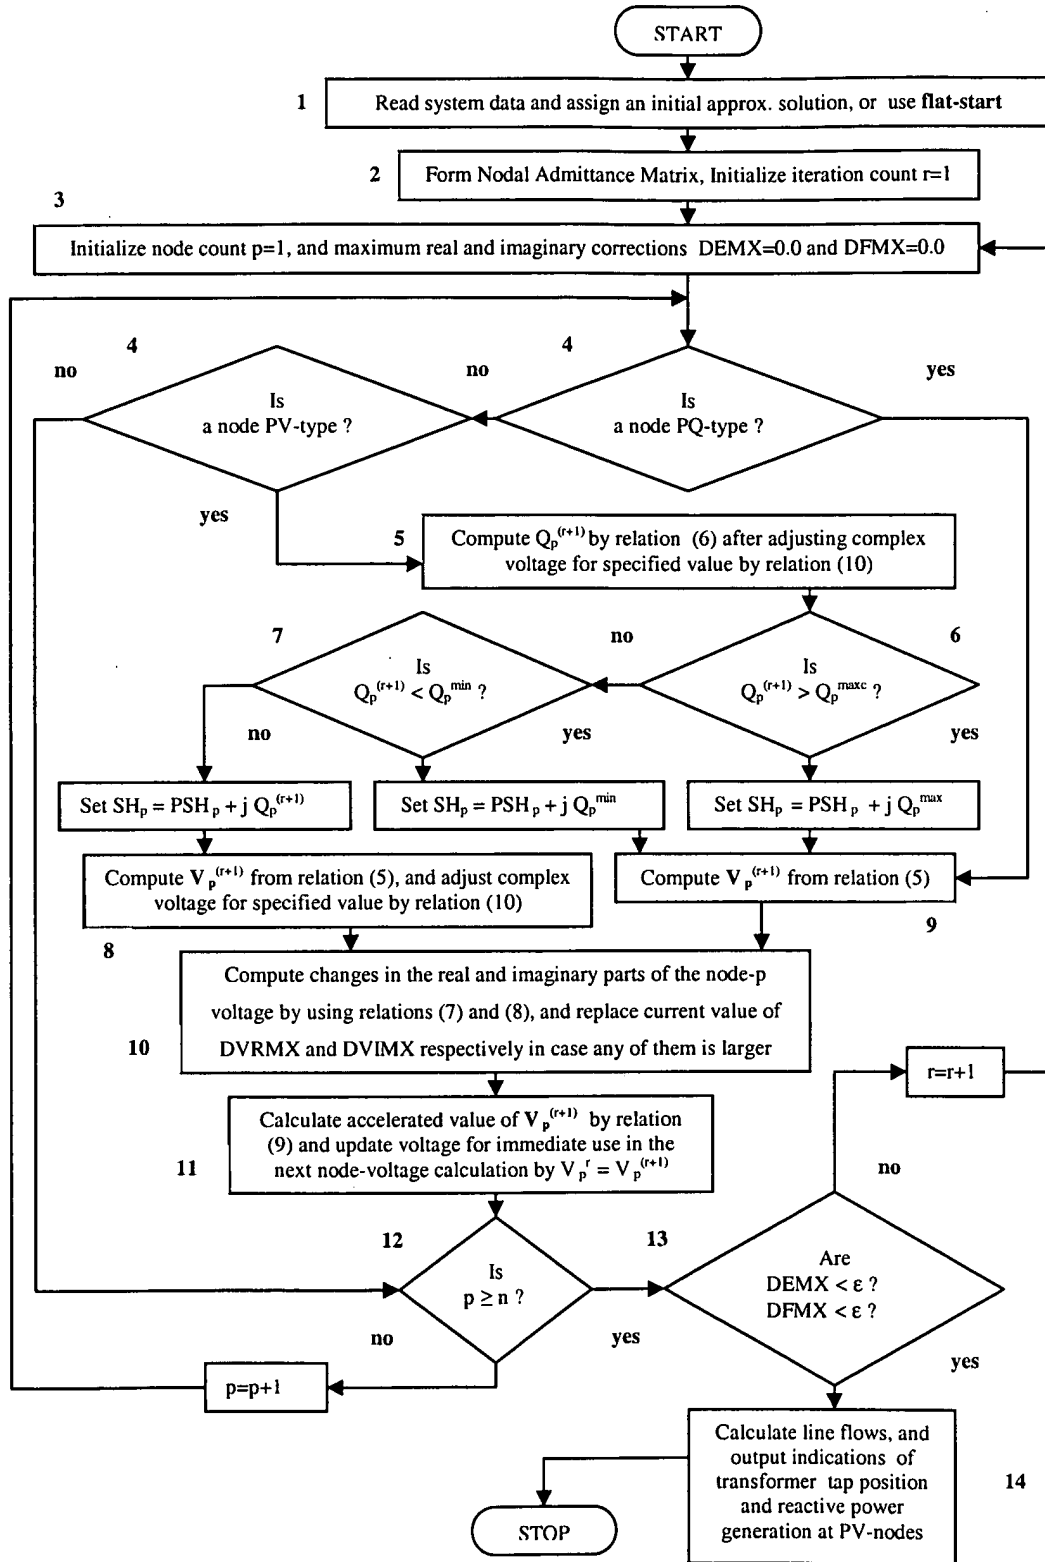 START
1
Read system data and assign an initial approx. solution, or use flat-start
2
Form Nodal Admittance Matrix, Initialize iteration count r=1
3
Initialize node count p=1, and maximum real and imaginary corrections DEMX=0.0 and DFMX=0.0
4
4
no
no
yes
Is
a node PV-type ?
Is
a node PQ-type ?
yes
5
Compute Qp(r+1) by relation (6) after adjusting complex
voltage for specified value by relation (10)
7
no
6
Is
Qp(r+1) < Qpmin ?
Is
Qp(r+1) > Qpmaxc ?
no
yes
yes
Set SHp = PSHp + j Qp(r+1)
Set SHp = PSHp + j Qpmin
Set SHp = PSHp + j Qpmax
Compute Vp(r+1) from relation (5), and adjust complex
voltage for specified value by relation (10)
Compute Vp(r+1) from relation (5)
8
9
Compute changes in the real and imaginary parts of the node-p
voltage by using relations (7) and (8), and replace current value of
DVRMX and DVIMX respectively in case any of them is larger
10
r=r+1
Calculate accelerated value of Vp(r+1) by relation
(9) and update voltage for immediate use in the
next node-voltage calculation by Vpr = Vp(r+1)
11
no
12
13
Is
p ≥ n ?
Are
DEMX < ε ?
DFMX < ε ?
no
yes
yes
p=p+1
Calculate line flows, and
output indications of
transformer tap position
and reactive power
generation at PV-nodes
14
STOP